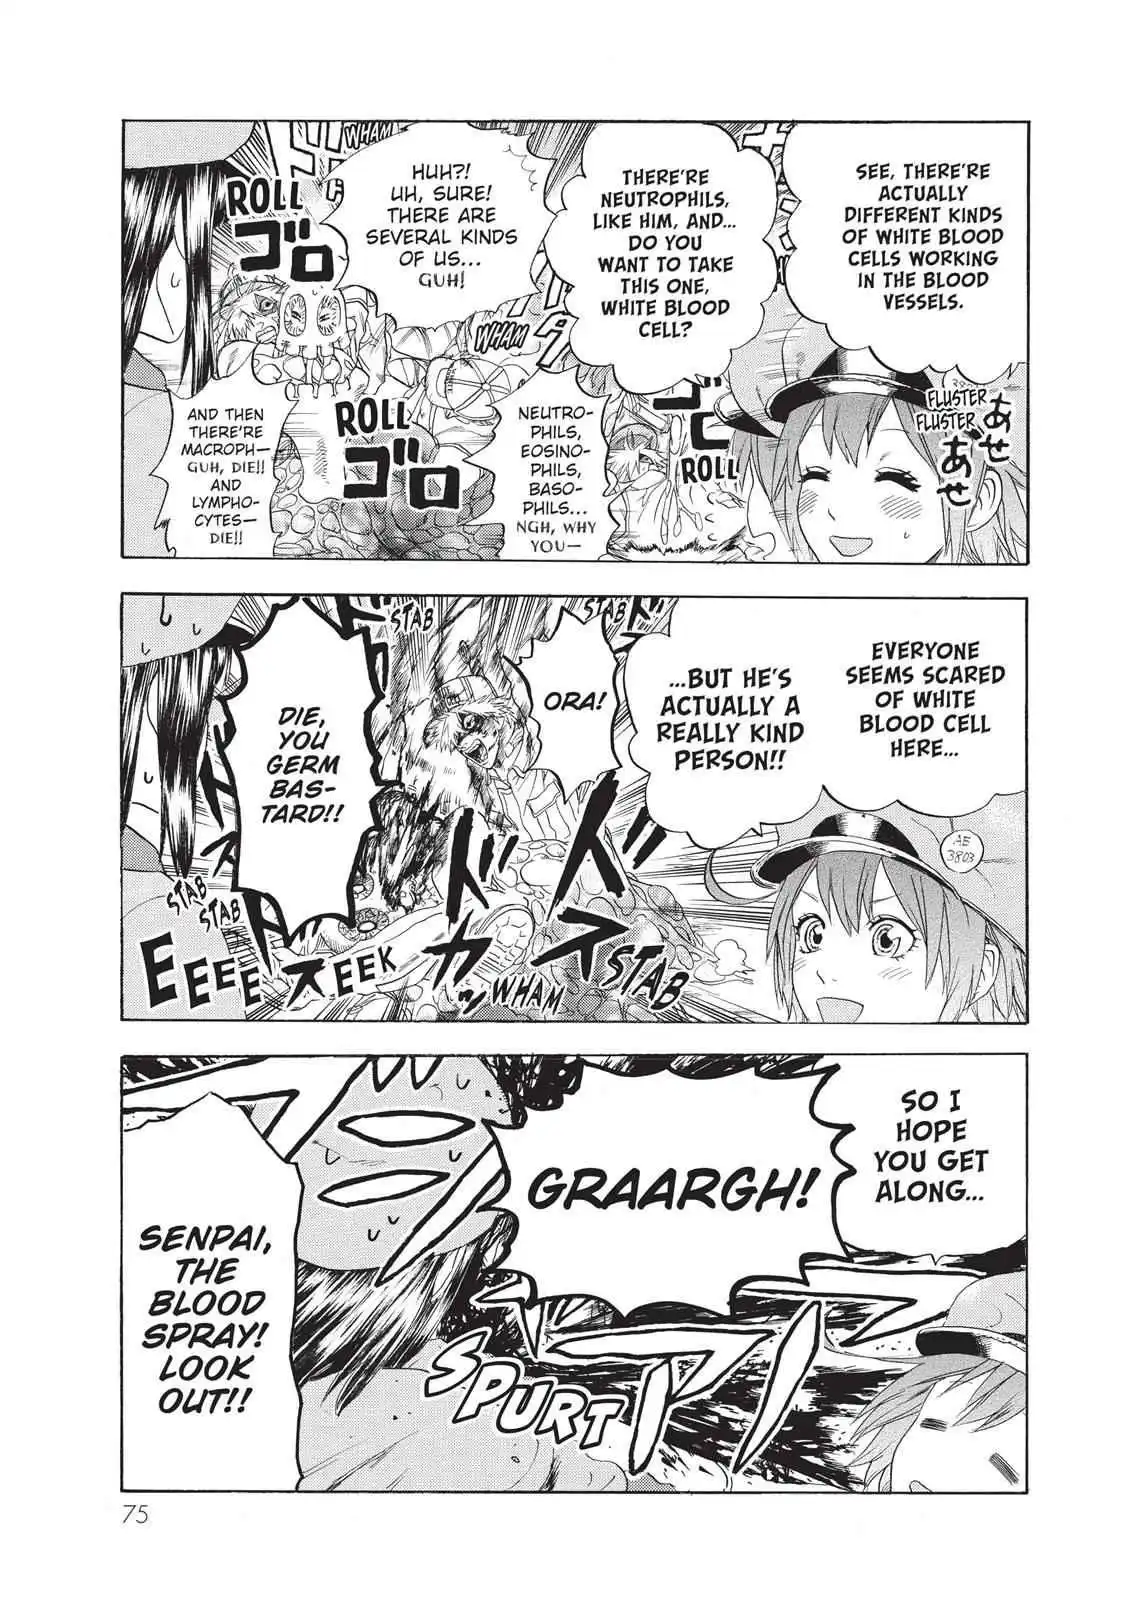 SEE, THERE'RE
ACTUALLY
DIFFERENT KINDS
OF WHITE BLOOD
CELLS WORKING
IN THE BLOOD
VESSELS.
THERE'RE
NEUTROPHILS,
LIKE HIM, AND...
DO YOU
WANT TO TAKE
THIS ONE,
WHITE BLOOD
CELL?
FLUSTER
FLUSTER
あせ
あせ
HUH?!
UH, SURE!
THERE ARE
SEVERAL KINDS
OF US...
GUH!
WHAM
WHAM
ROLL
ゴロ
ROLL
NEUTRO-
PHILS,
EOSINO-
PHILS,
BASO-
PHILS...
NGH, WHY
YOU-
ROLL
ゴロ
AND THEN
THERE'RE
MACROPH-
GUH, DIE!!
AND
LYMPHO-
CYTES-
DIE!!
EVERYONE
SEEMS SCARED
OF WHITE
BLOOD CELL
HERE...
...BUT HE'S
ACTUALLY A
REALLY KIND
PERSON!!
AE
3803
STAB
ORA!
STAB
DIE,
YOU
GERM
BAS-
TARD!!
STAB
ドス
WHAM
ドカッ
STAB
STAB
EEEEEEEK
SO I
HOPE
YOU GET
ALONG...
GRAARGH!
SPURT
SENPAI,
THE
BLOOD
SPRAY!
LOOK
OUT!!
75